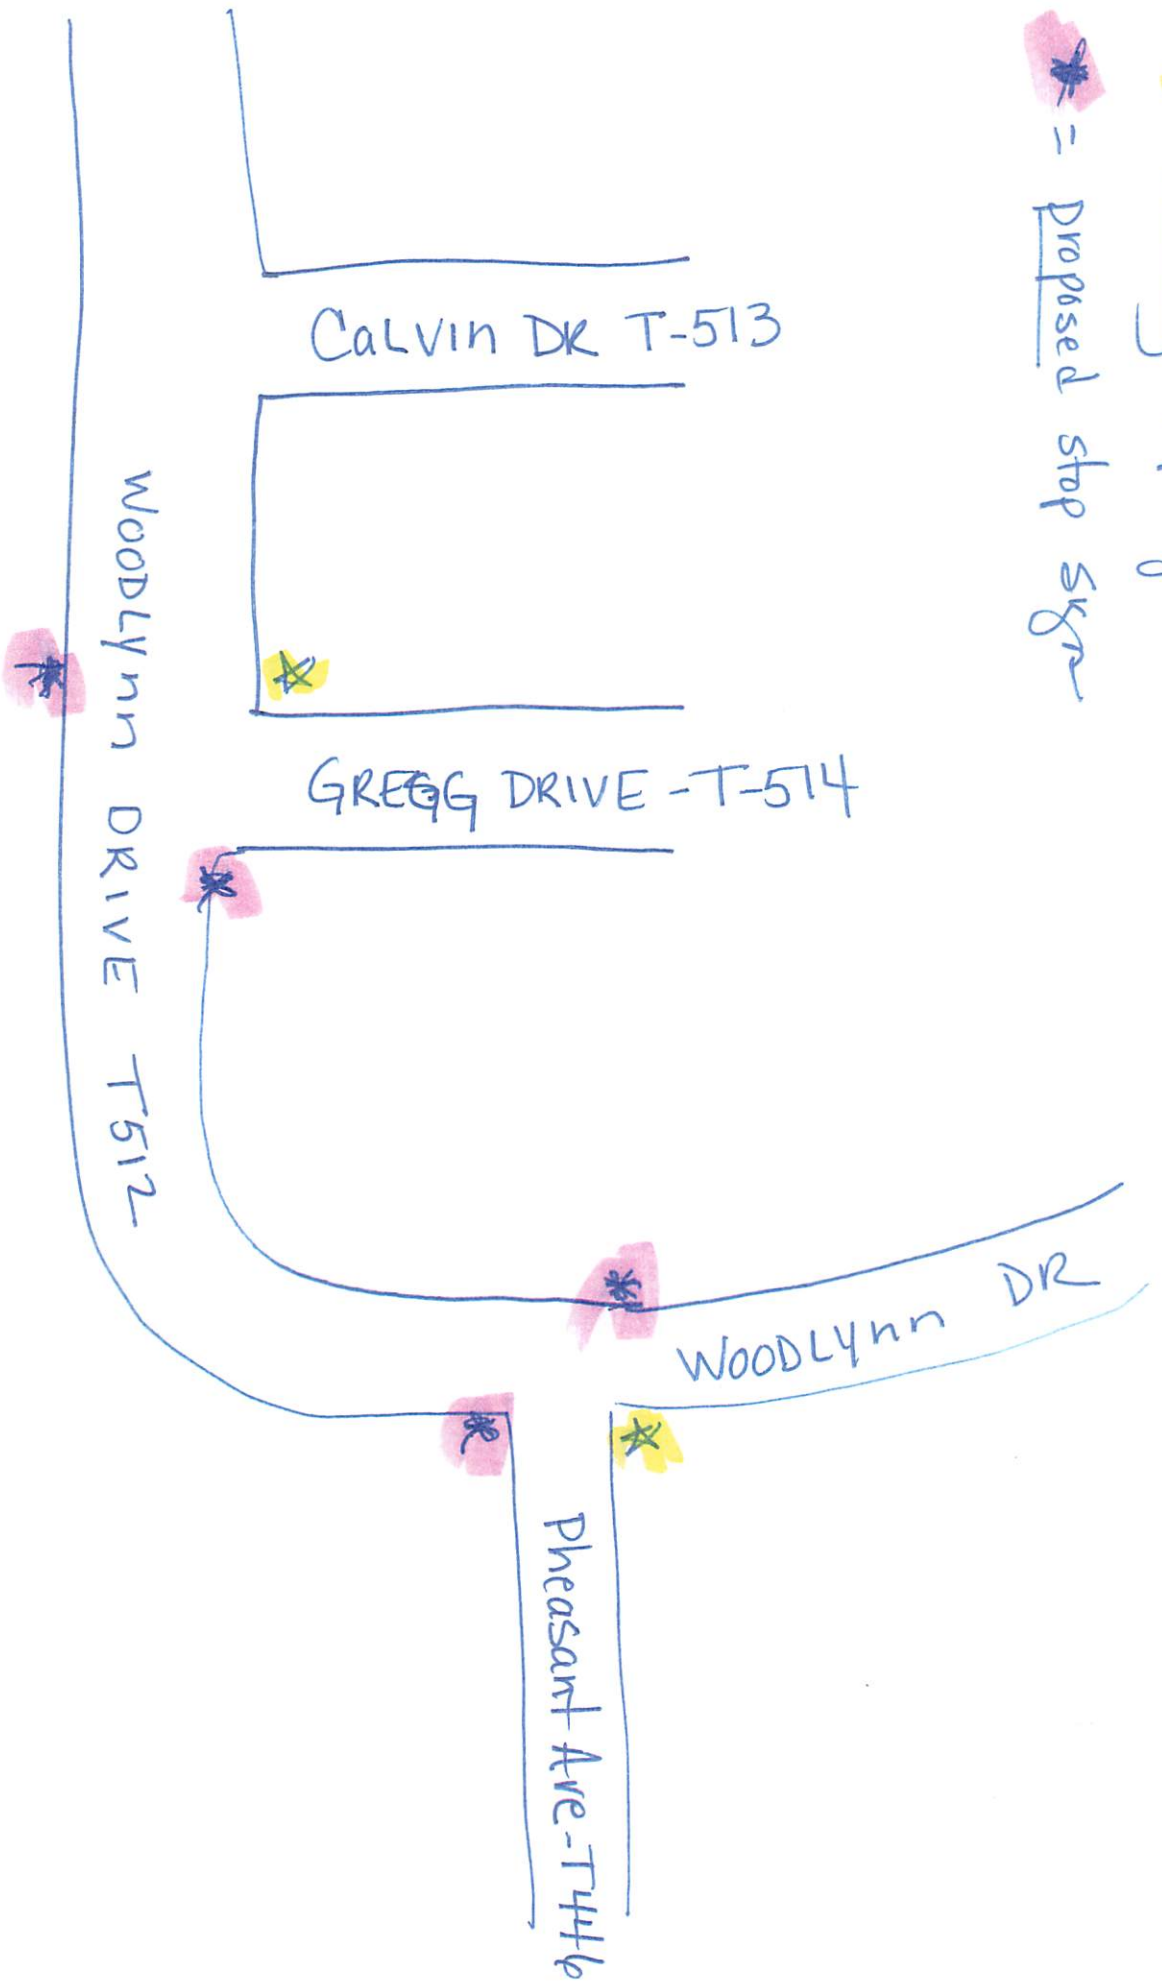 = proposed stop sign
CALVIN DR T-513
WOODLYNN DRIVE T512
GREGG DRIVE - T-514
WOODLYNN DR
Pheasant Ave - T446